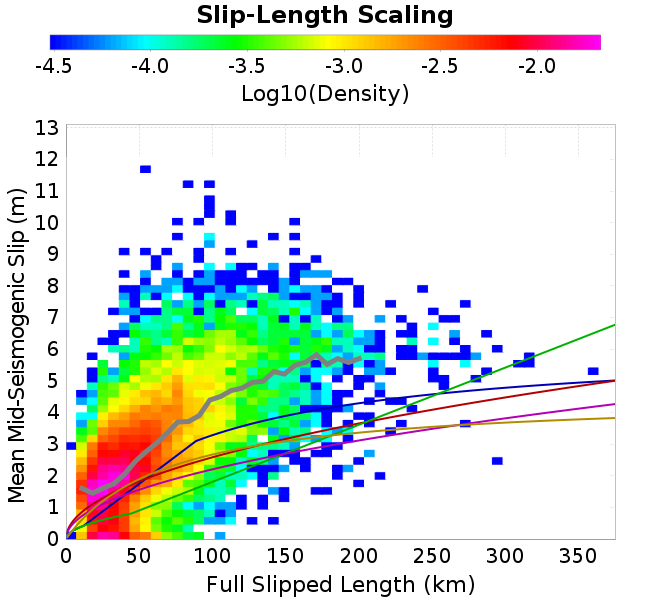 Slip-Length Scaling
-4.5 -4.0 -3.5 -3.0 -2.5 -2.0
Log10(Density)
13
12
11
10
9
8
7
6
5
4
3
2
1
0
Mean Mid-Seismogenic Slip (m)
0 50 100 150 200 250 300 350
Full Slipped Length (km)